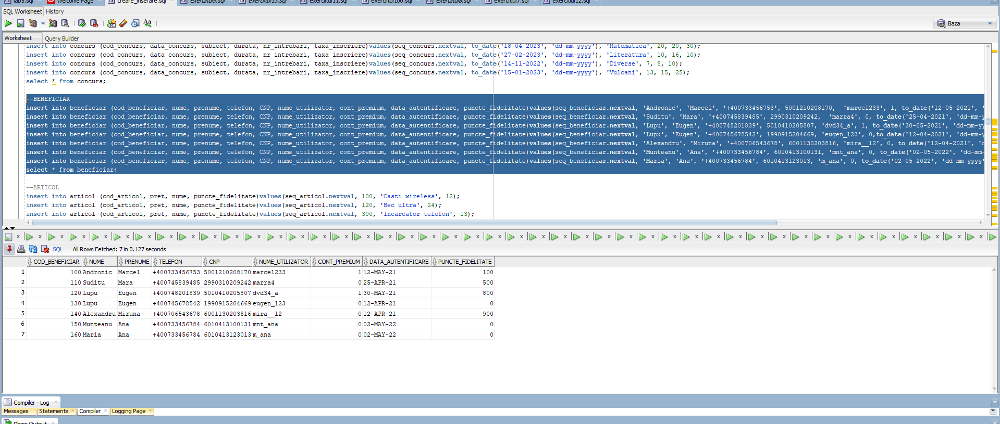 lab5.sql Welcome Page creare_inserare.sql exercitiul9.sql exercitiul13.sql exercitiul11.sql exercitiul100.sql exercitiul8.sql exercitiul7.sql exercitiul12.sql
SQL Worksheet History
Baza
Worksheet Query Builder
insert into concurs (cod_concurs, data_concurs, subiect, durata, nr_intrebari, taxa_inscriere)values(seq_concurs.nextval, to_date('18-04-2023', 'dd-mm-yyyy'), 'Matematica', 20, 20, 30);
insert into concurs (cod_concurs, data_concurs, subiect, durata, nr_intrebari, taxa_inscriere)values(seq_concurs.nextval, to_date('27-02-2023', 'dd-mm-yyyy'), 'Literatura', 10, 16, 10);
insert into concurs (cod_concurs, data_concurs, subiect, durata, nr_intrebari, taxa_inscriere)values(seq_concurs.nextval, to_date('14-11-2022', 'dd-mm-yyyy'), 'Diverse', 7, 8, 10);
insert into concurs (cod_concurs, data_concurs, subiect, durata, nr_intrebari, taxa_inscriere)values(seq_concurs.nextval, to_date('15-01-2023', 'dd-mm-yyyy'), 'Vulcani', 13, 15, 25);
select * from concurs;
--BENEFICIAR
insert into beneficiar (cod_beneficiar, nume, prenume, telefon, CNP, nume_utilizator, cont_premium, data_autentificare, puncte_fidelitate)values(seq_beneficiar.nextval, 'Andronic', 'Marcel', '+400733456753', 5001210208170, 'marcel233', 1, to_date('12-05-2021', '
insert into beneficiar (cod_beneficiar, nume, prenume, telefon, CNP, nume_utilizator, cont_premium, data_autentificare, puncte_fidelitate)values(seq_beneficiar.nextval, 'Suditu', 'Mara', '+400745839485', 2990310209242, 'marra4', 0, to_date('25-04-2021', 'dd-mm-y
insert into beneficiar (cod_beneficiar, nume, prenume, telefon, CNP, nume_utilizator, cont_premium, data_autentificare, puncte_fidelitate)values(seq_beneficiar.nextval, 'Lupu', 'Eugen', '+400748201839', 5010410205807, 'dvd34_a', 1, to_date('30-05-2021', 'dd-mm-yy
insert into beneficiar (cod_beneficiar, nume, prenume, telefon, CNP, nume_utilizator, cont_premium, data_autentificare, puncte_fidelitate)values(seq_beneficiar.nextval, 'Lupu', 'Eugen', '+400745678542', 1990915204669, 'eugen_123', 0, to_date('12-04-2021', 'dd-mm-
insert into beneficiar (cod_beneficiar, nume, prenume, telefon, CNP, nume_utilizator, cont_premium, data_autentificare, puncte_fidelitate)values(seq_beneficiar.nextval, 'Alexandru', 'Miruna', '+400706543678', 6001130203816, 'mira__12', 0, to_date('12-04-2021', 'd
insert into beneficiar (cod_beneficiar, nume, prenume, telefon, CNP, nume_utilizator, cont_premium, data_autentificare, puncte_fidelitate)values(seq_beneficiar.nextval, 'Munteanu', 'Ana', '+400733456784', 6010413100131, 'mnt_ana', 0, to_date('02-05-2022', 'dd-mm-
insert into beneficiar (cod_beneficiar, nume, prenume, telefon, CNP, nume_utilizator, cont_premium, data_autentificare, puncte_fidelitate)values(seq_beneficiar.nextval, 'Maria', 'Ana', '+400733456784', 6010413123013, 'm_ana', 0, to_date('02-05-2022', 'dd-mm-yyyy'
select * from beneficiar;
--ARTICOL
insert into articol (cod_articol, pret, nume, puncte_fidelitate)values(seq_articol.nextval, 100, 'Casti wireless', 12);
insert into articol (cod_articol, pret, nume, puncte_fidelitate)values(seq_articol.nextval, 120, 'Bec ultra', 24);
insert into articol (cod_articol, pret, nume, puncte_fidelitate)values(seq_articol.nextval, 300, 'Incarcator telefon', 13);
SQL | All Rows Fetched: 7 in 0.127 seconds
COD_BENEFICIAR NUME PRENUME TELEFON CNP NUME_UTILIZATOR CONT_PREMIUM DATA_AUTENTIFICARE PUNCTE_FIDELITATE
1 100 Andronic Marcel +400733456753 5001210208170 marcel233 1 12-MAY-21 100
2 110 Suditu Mara +400745839485 2990310209242 marra4 0 25-APR-21 500
3 120 Lupu Eugen +400748201839 5010410205807 dvd34_a 1 30-MAY-21 800
4 130 Lupu Eugen +400745678542 1990915204669 eugen_123 0 12-APR-21 0
5 140 Alexandru Miruna +400706543678 6001130203816 mira__12 0 12-APR-21 900
6 150 Munteanu Ana +400733456784 6010413100131 mnt_ana 0 02-MAY-22 0
7 160 Maria Ana +400733456784 6010413123013 m_ana 0 02-MAY-22 0
Compiler - Log
Messages Statements Compiler Logging Page
Dbms Output